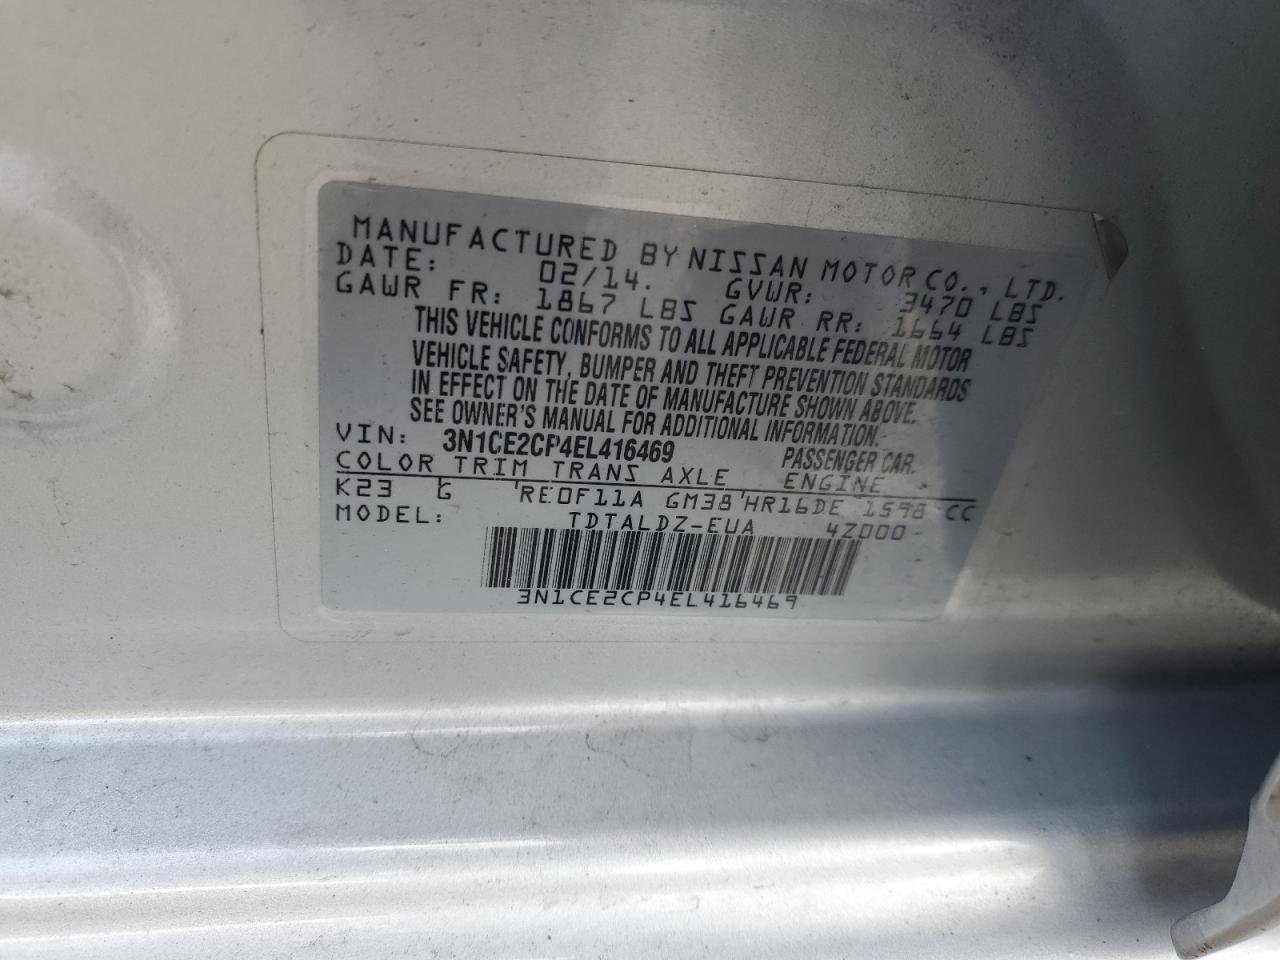 MANUFACTURED BY NISSAN MOTOR CO., LTD.
DATE: 02/14. GVWR: 3470 LBS
GAWR FR: 1867 LBS GAWR RR: 1664 LBS
THIS VEHICLE CONFORMS TO ALL APPLICABLE FEDERAL MOTOR
VEHICLE SAFETY, BUMPER AND THEFT PREVENTION STANDARDS
IN EFFECT ON THE DATE OF MANUFACTURE SHOWN ABOVE.
SEE OWNER'S MANUAL FOR ADDITIONAL INFORMATION.
VIN: 3N1CE2CP4EL416469 PASSENGER CAR.
COLOR TRIM TRANS AXLE ENGINE
K23 G RE0F11A GM38 HR16DE 1598 CC
MODEL: TDTALDZ-EUA 4Z000-
3N1CE2CP4EL416469